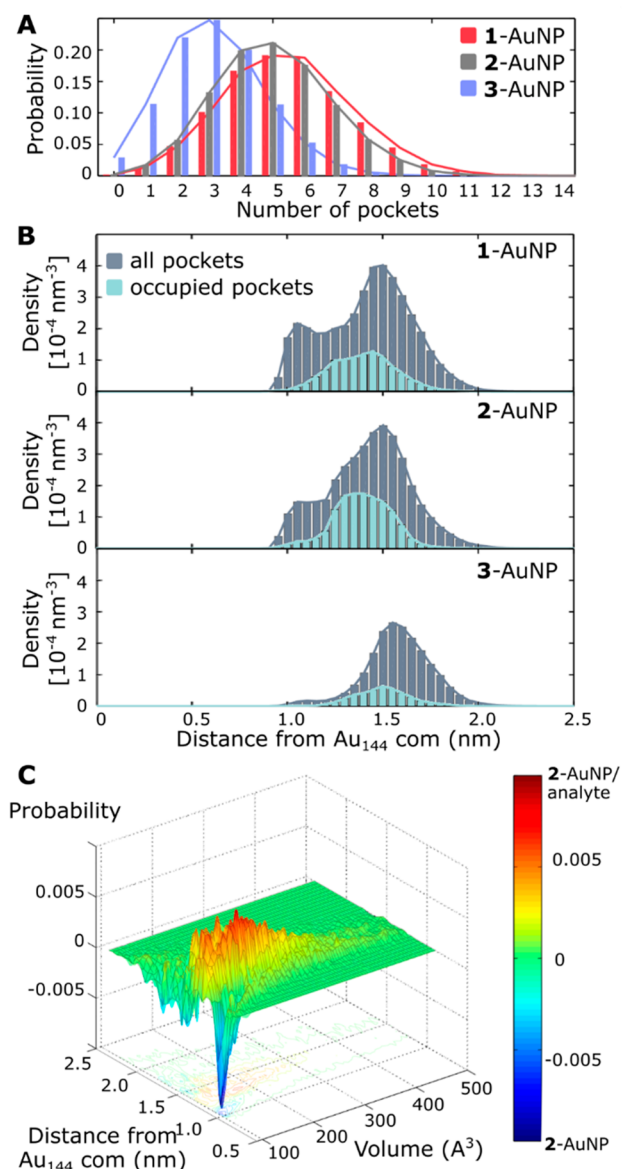 A
Probability
0.20
0.15
0.10
0.05
0
1-AuNP
2-AuNP
3-AuNP
0 1 2 3 4 5 6 7 8 9 10 11 12 13 14
Number of pockets
B
Density
[10⁻⁴ nm⁻³]
4
3
2
1
0
all pockets
occupied pockets
1-AuNP
Density
[10⁻⁴ nm⁻³]
4
3
2
1
0
2-AuNP
Density
[10⁻⁴ nm⁻³]
4
3
2
1
0
3-AuNP
0 0.5 1.0 1.5 2.0 2.5
Distance from Au₁₄₄ com (nm)
C
Probability
0.005
0
-0.005
2.5
2.0
1.5
1.0
0.5
Distance from
Au₁₄₄ com (nm)
100
200
300
400
500
Volume (A³)
2-AuNP/
analyte
0.005
0
-0.005
2-AuNP